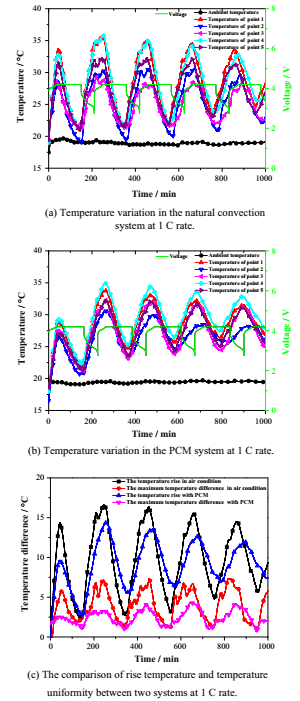 Voltage
Ambient temperature
Temperature of point 1
Temperature of point 2
Temperature of point 3
Temperature of point 4
Temperature of point 5
40
35
30
25
20
15
8
6
4
2
0
Temperature / °C
Voltage / V
0 200 400 600 800 1000
Time / min
(a) Temperature variation in the natural convection
system at 1 C rate.
Voltage
Ambient temperature
Temperature of point 1
Temperature of point 2
Temperature of point 3
Temperature of point 4
Temperature of point 5
40
35
30
25
20
15
8
6
4
2
0
Temperature / °C
Voltage / V
0 200 400 600 800 1000
Time / min
(b) Temperature variation in the PCM system at 1 C rate.
The temperature rise in air condition
The maximum temperature difference in air condition
The temperature rise with PCM
The maximum temperature difference with PCM
20
15
10
5
0
Temperature difference / °C
0 200 400 600 800 1000
Time / min
(c) The comparison of rise temperature and temperature
uniformity between two systems at 1 C rate.